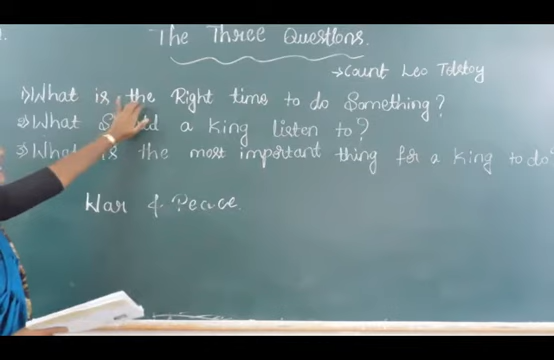 The Three Questions.
→ Count Leo Tolstoy
1) What is the Right time to do Something?
2) What a King listen to?
3) What is the most important thing for a King to do?
War & Peace.